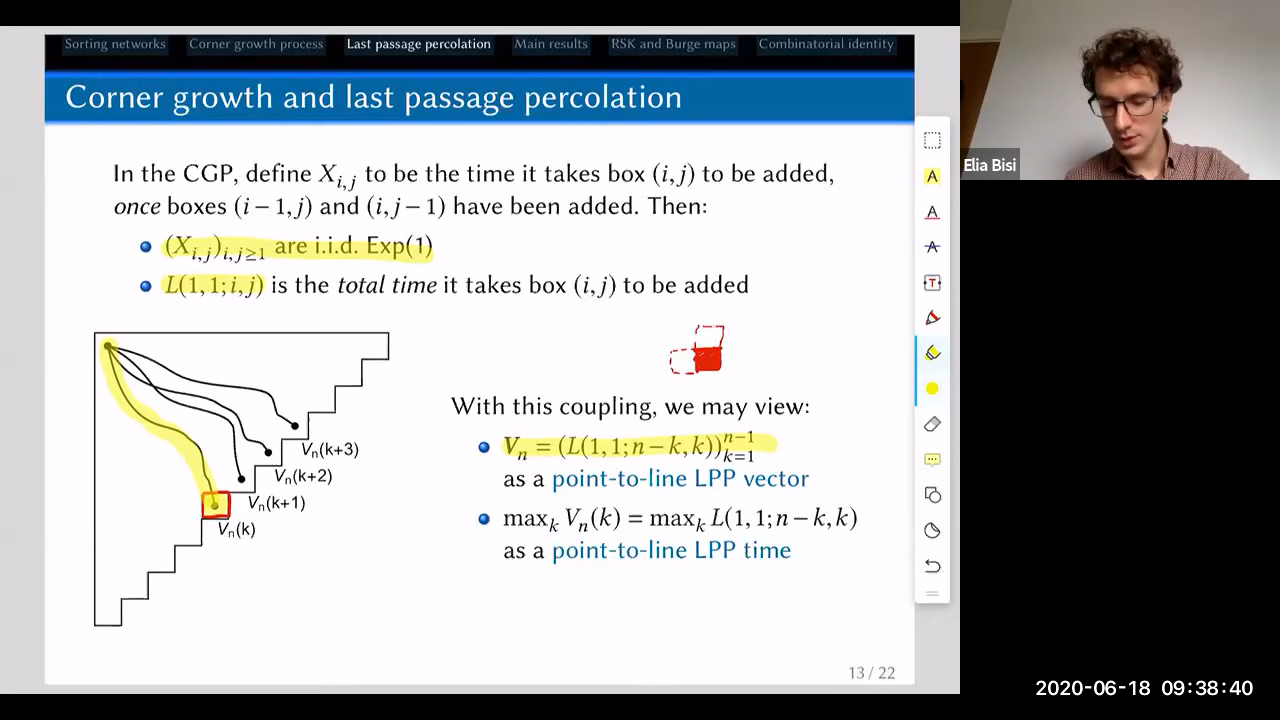 Sorting networks Corner growth process Last passage percolation Main results RSK and Burge maps Combinatorial identity
Corner growth and last passage percolation
In the CGP, define X_{i,j} to be the time it takes box (i, j) to be added,
once boxes (i − 1, j) and (i, j − 1) have been added. Then:
(X_{i,j})_{i,j≥1} are i.i.d. Exp(1)
L(1, 1; i, j) is the total time it takes box (i, j) to be added
With this coupling, we may view:
V_n = (L(1, 1; n − k, k))_{k=1}^{n−1}
as a point-to-line LPP vector
max_k V_n(k) = max_k L(1, 1; n − k, k)
as a point-to-line LPP time
V_n(k+3)
V_n(k+2)
V_n(k+1)
V_n(k)
13 / 22
Elia Bisi
A
A
A
T
2020-06-18 09:38:40